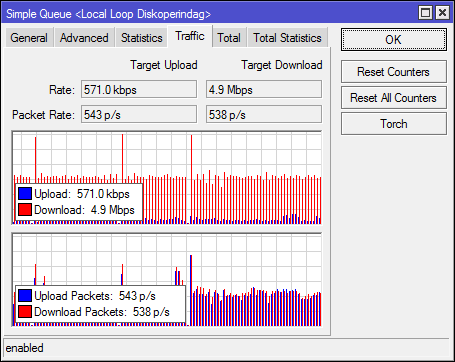 Simple Queue <Local Loop Diskoperindag>
General Advanced Statistics Traffic Total Total Statistics
OK
Reset Counters
Reset All Counters
Torch
Target Upload Target Download
Rate: 571.0 kbps 4.9 Mbps
Packet Rate: 543 p/s 538 p/s
Upload: 571.0 kbps
Download: 4.9 Mbps
Upload Packets: 543 p/s
Download Packets: 538 p/s
enabled